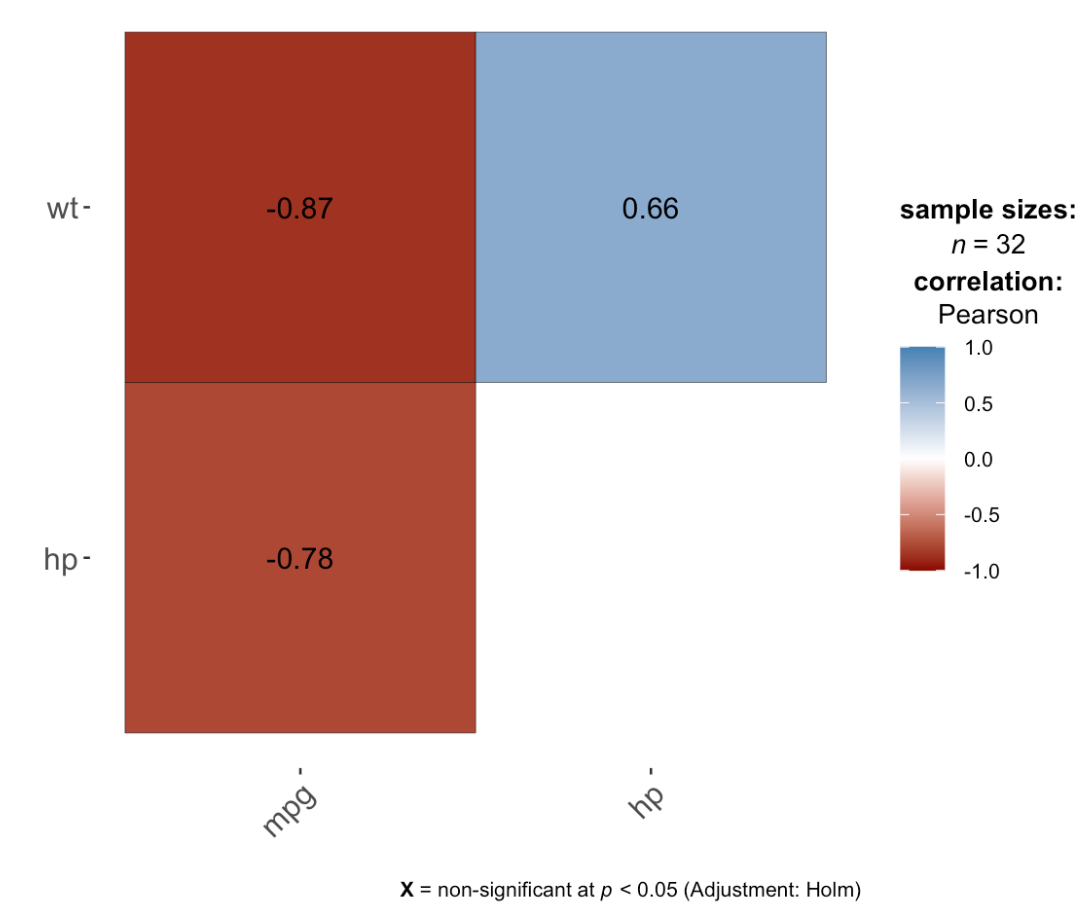 wt
-0.87
0.66
hp
-0.78
mpg
hp
sample sizes:
n = 32
correlation:
Pearson
1.0
0.5
0.0
-0.5
-1.0
X = non-significant at p < 0.05 (Adjustment: Holm)